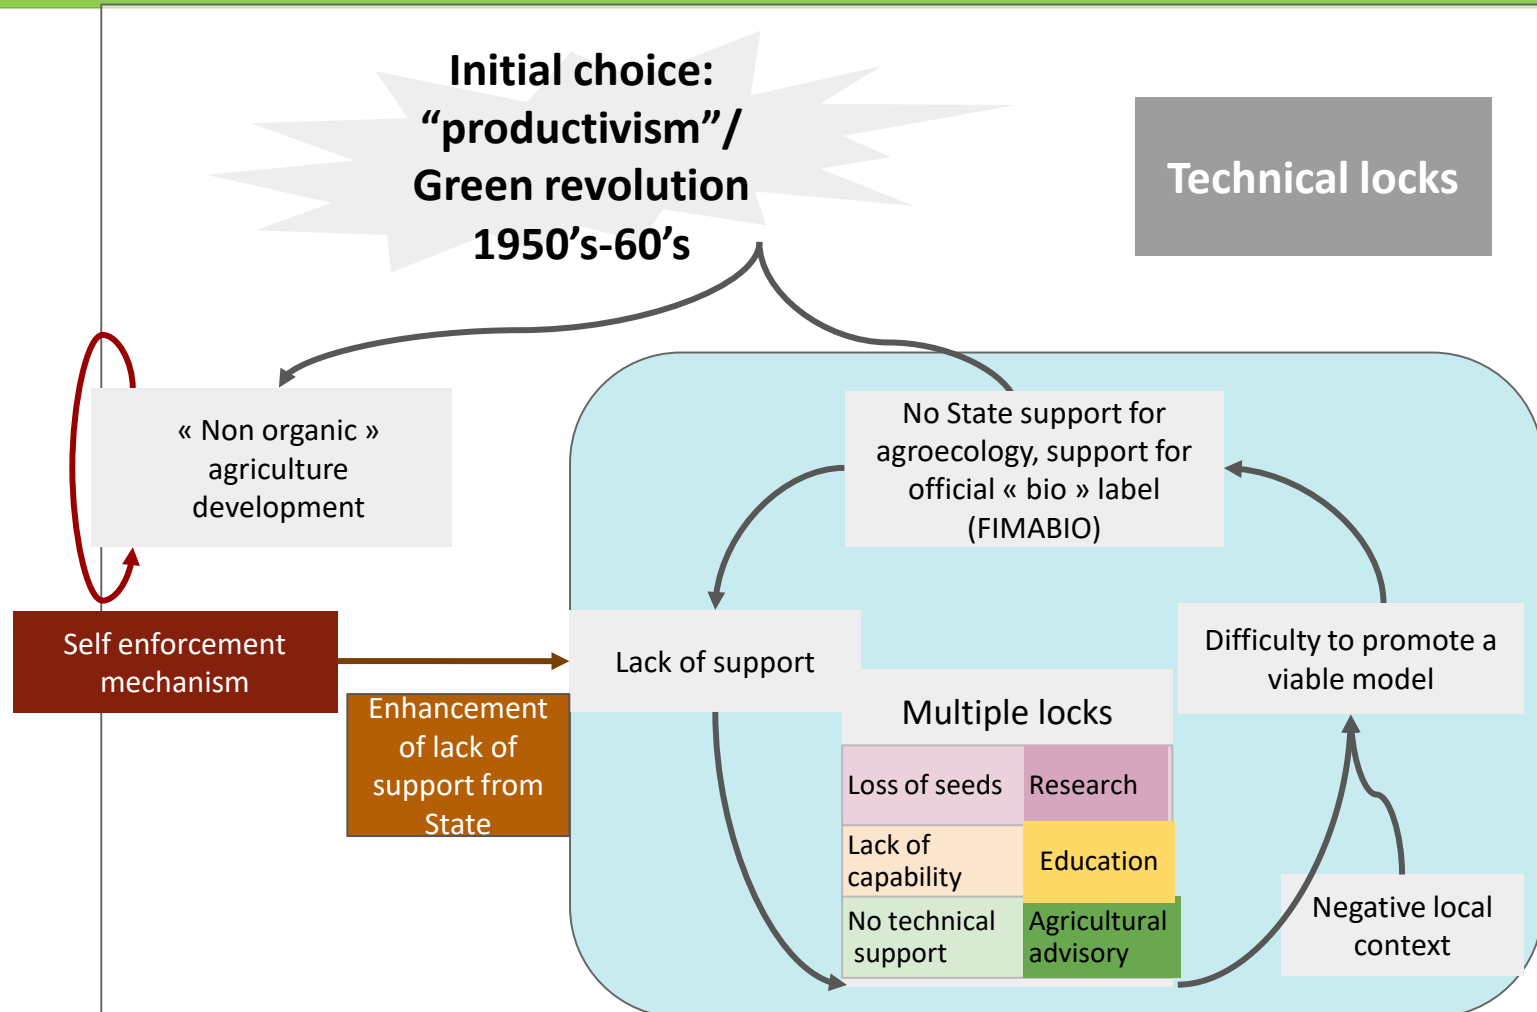 Initial choice:
“productivism”/
Green revolution
1950’s-60’s
Technical locks
« Non organic »
agriculture
development
No State support for
agroecology, support for
official « bio » label
(FIMABIO)
Self enforcement
mechanism
Enhancement
of lack of
support from
State
Lack of support
Difficulty to promote a
viable model
Multiple locks
Loss of seeds
Research
Lack of
capability
Education
No technical
support
Agricultural
advisory
Negative local
context